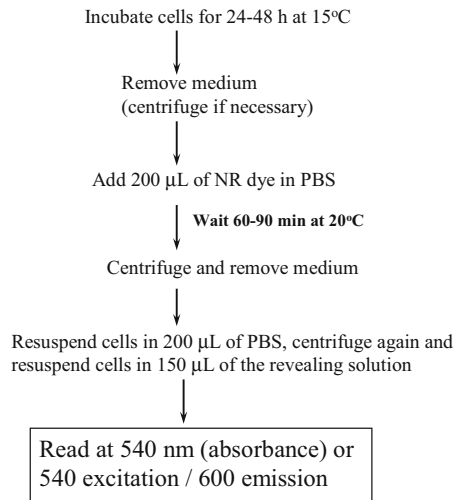 Incubate cells for 24-48 h at 15°C
Remove medium
(centrifuge if necessary)
Add 200 μL of NR dye in PBS
Wait 60-90 min at 20°C
Centrifuge and remove medium
Resuspend cells in 200 μL of PBS, centrifuge again and
resuspend cells in 150 μL of the revealing solution
Read at 540 nm (absorbance) or
540 excitation / 600 emission